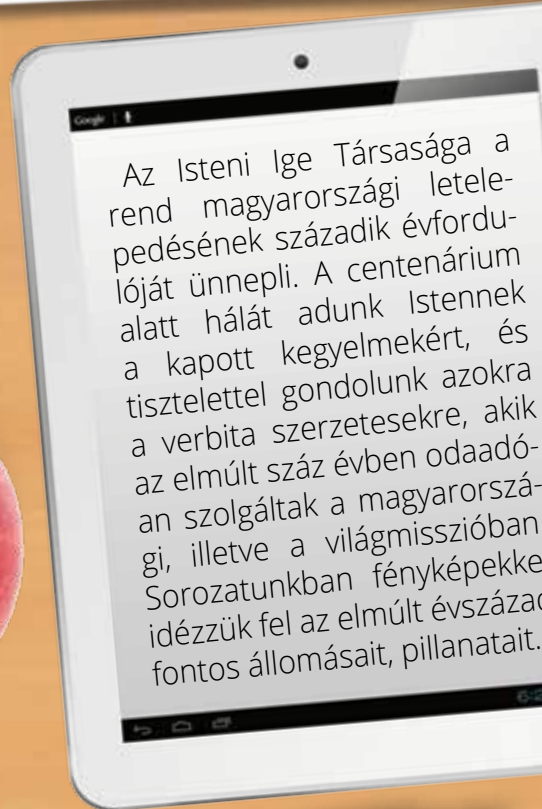 Google
Az Isteni Ige Társasága a
rend magyarországi letele-
pedésének századik évfordu-
lóját ünnepli. A centenárium
alatt hálát adunk Istennek
a kapott kegyelmekért, és
tisztelettel gondolunk azokra
a verbita szerzetesekre, akik
az elmúlt száz évben odaadó-
an szolgáltak a magyarorszá-
gi, illetve a világmisszióban
Sorozatunkban fényképekke
idézzük fel az elmúlt évszázad
fontos állomásait, pillanatait.